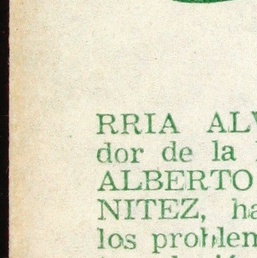 RRIA AL
dor de la
ALBERTO
NITEZ, ha
los problem